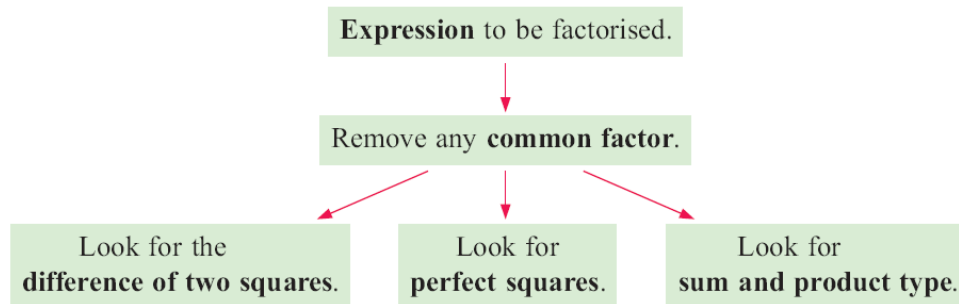 Expression to be factorised.
Remove any common factor.
Look for the
difference of two squares.
Look for
perfect squares.
Look for
sum and product type.